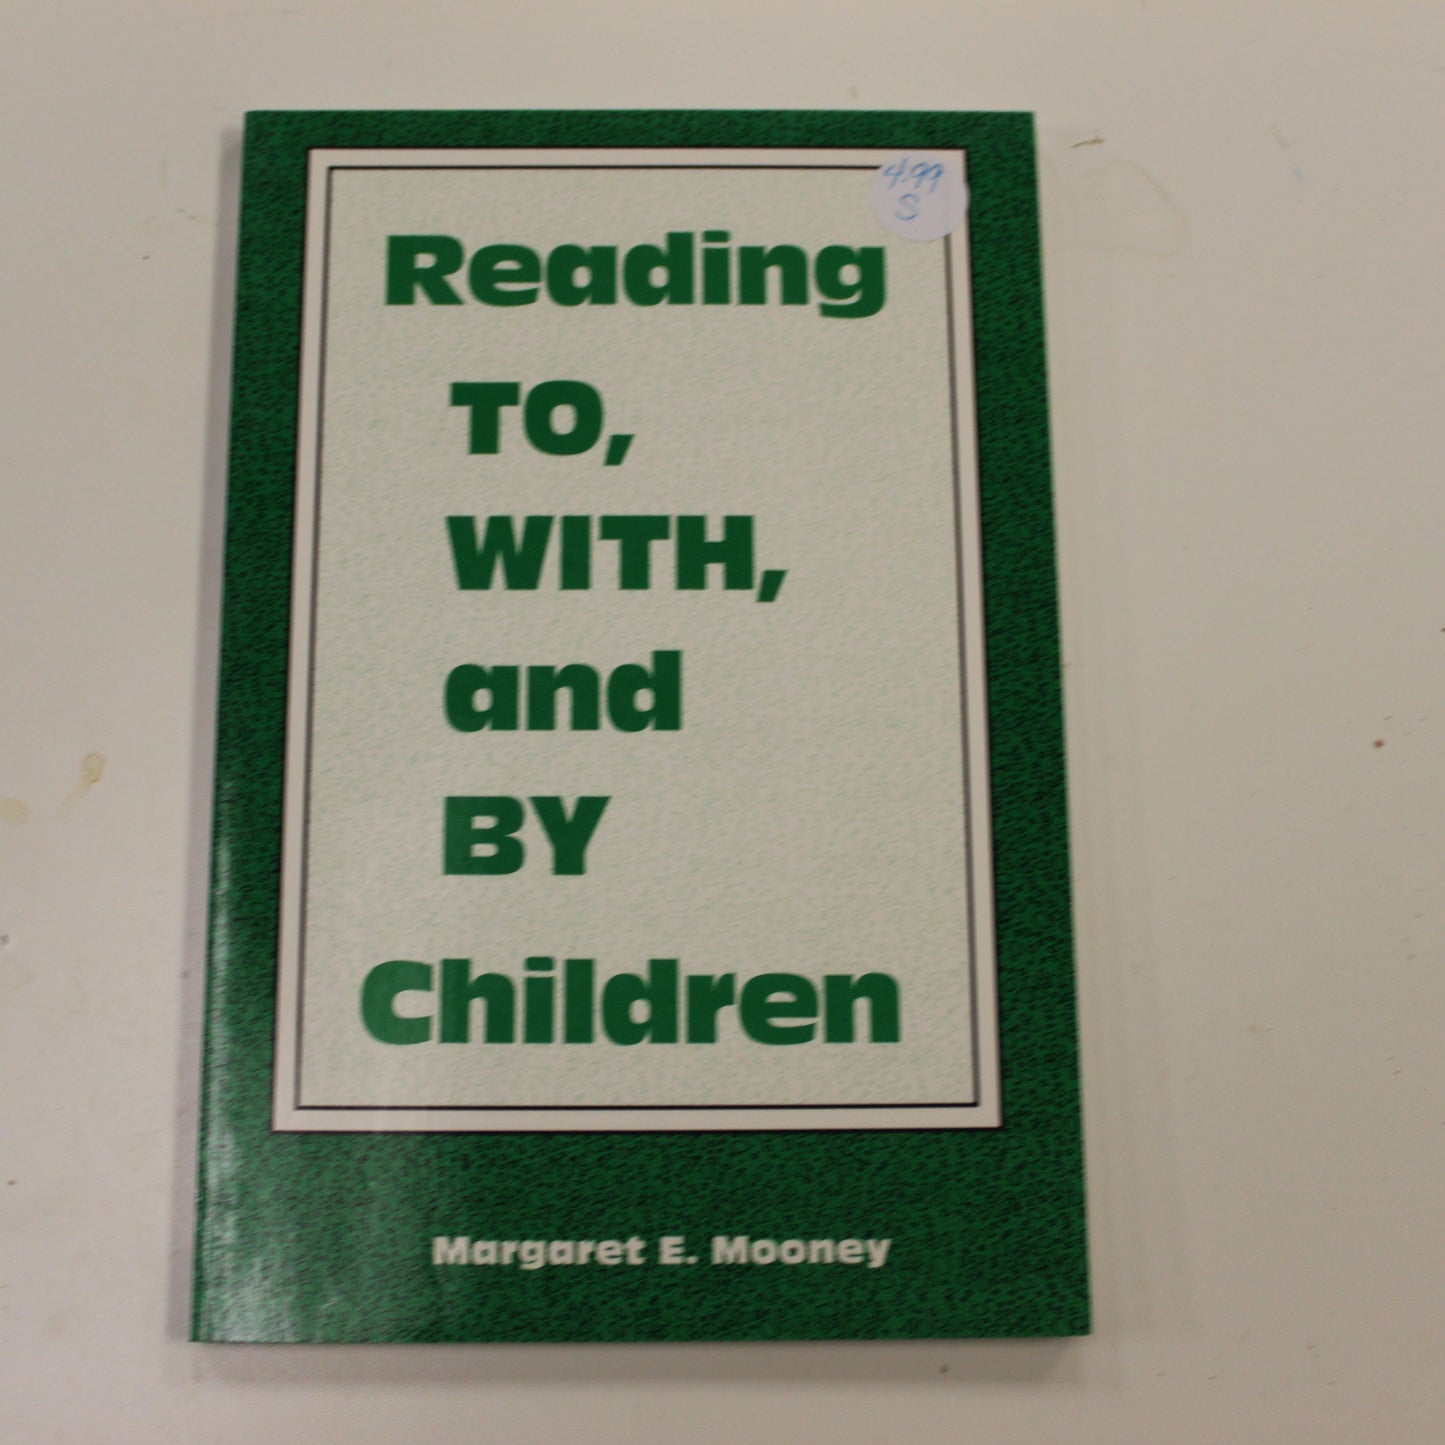 4.99
S
Reading
TO,
WITH,
and
BY
Children
Margaret E. Mooney